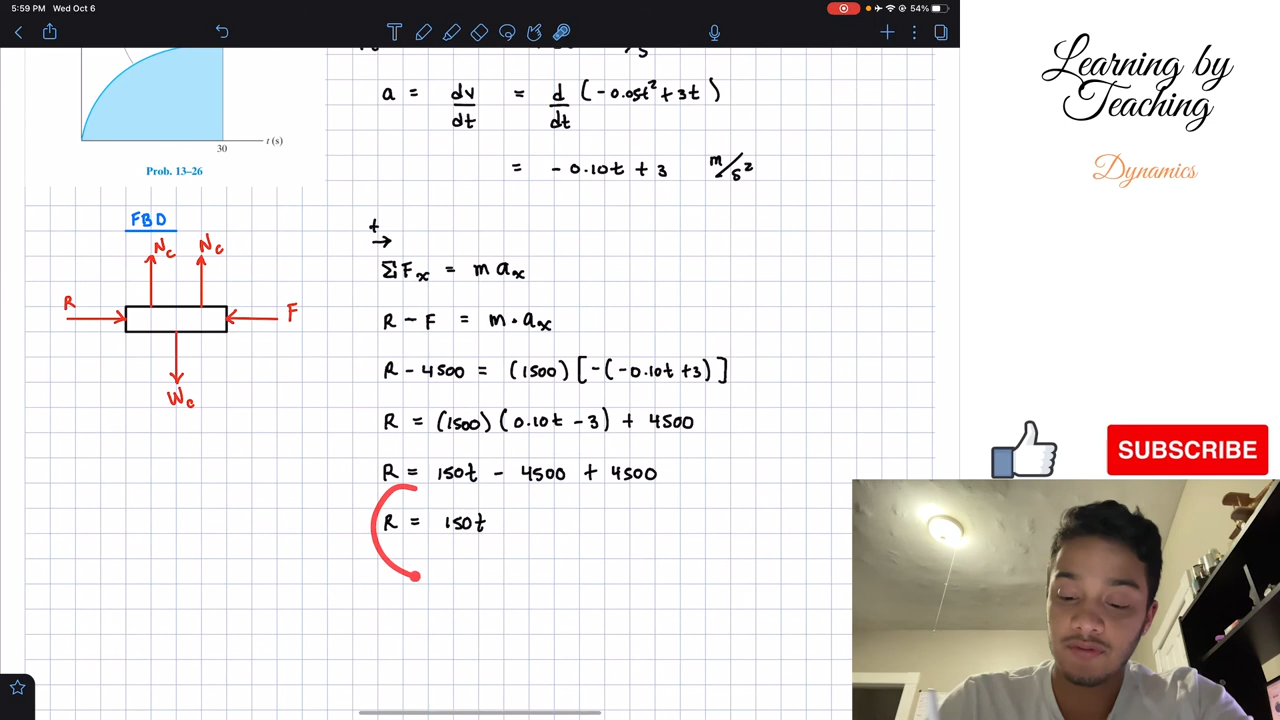 5:59 PM Wed Oct 6
54%
a = dv/dt = d/dt (-0.05t² + 3t)
= -0.10t + 3 m/s²
t (s)
30
Prob. 13–26
FBD
N_c N_c
R
F
W_c
+
→
ΣF_x = m a_x
R - F = m · a_x
R - 4500 = (1500) [-(-0.10t + 3)]
R = (1500) (0.10t - 3) + 4500
R = 150t - 4500 + 4500
R = 150t
Learning by
Teaching
Dynamics
SUBSCRIBE